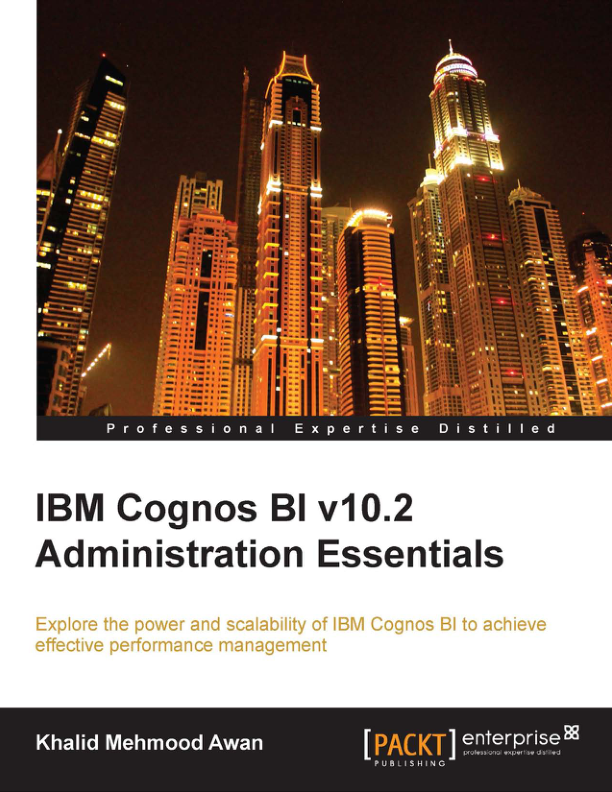 Professional Expertise Distilled
IBM Cognos BI v10.2
Administration Essentials
Explore the power and scalability of IBM Cognos BI to achieve
effective performance management
Khalid Mehmood Awan
[PACKT] enterprise
PUBLISHING
professional expertise distilled